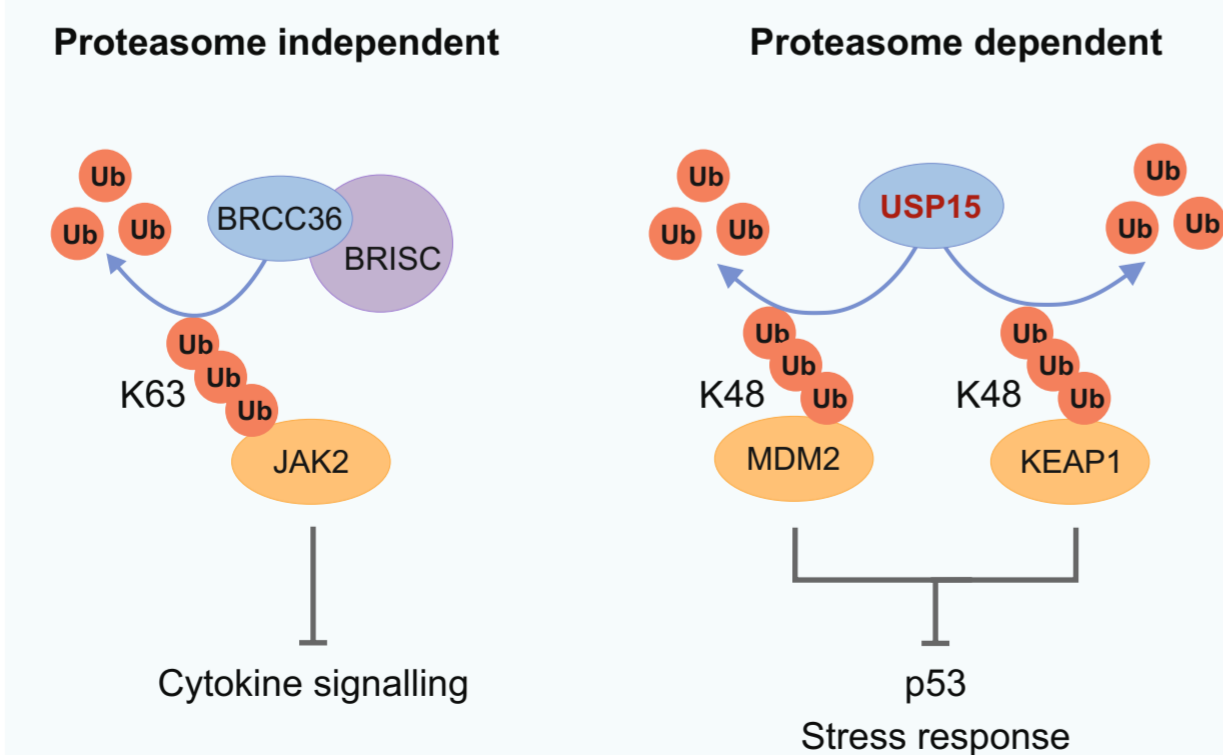 Proteasome independent
Ub
Ub
Ub
BRCC36
BRISC
Ub
Ub
Ub
K63
JAK2
Cytokine signalling
Proteasome dependent
Ub
Ub
Ub
USP15
Ub
Ub
Ub
Ub
Ub
Ub
K48
MDM2
Ub
Ub
Ub
K48
KEAP1
p53
Stress response